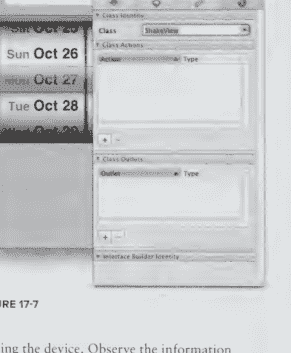 Sun Oct 26
Oct 27
Tue Oct 28
Class Identity
Class ShakeView
Class Actions
Action Type
+ -
Class Outlets
Outlet Type
+ -
Interface Builder Identity
RE 17-7
ing the device. Observe the information